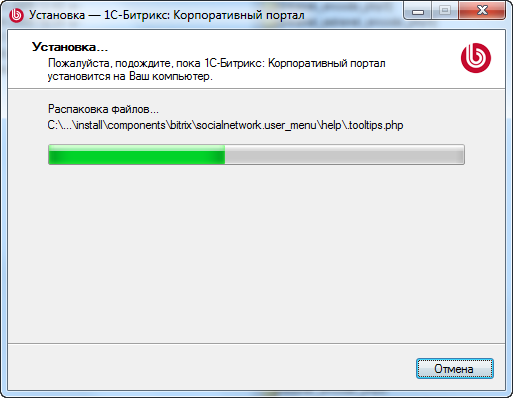 Установка — 1С-Битрикс: Корпоративный портал
Установка...
Пожалуйста, подождите, пока 1С-Битрикс: Корпоративный портал
установится на Ваш компьютер.
Распаковка файлов...
C:\...\install\components\bitrix\socialnetwork.user_menu\help\.tooltips.php
Отмена